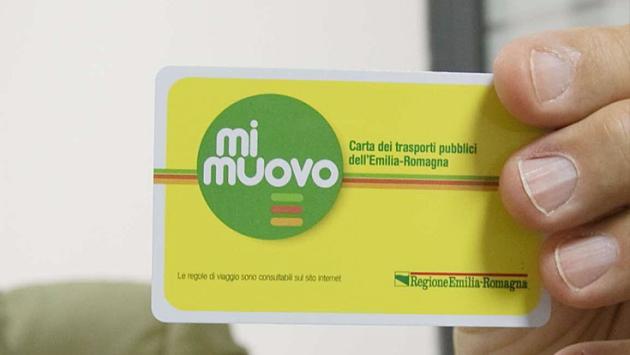 mi
muovo
Carta dei trasporti pubblici
dell'Emilia-Romagna
Le regole di viaggio sono consultabili sul sito internet
RegioneEmilia-Romagna